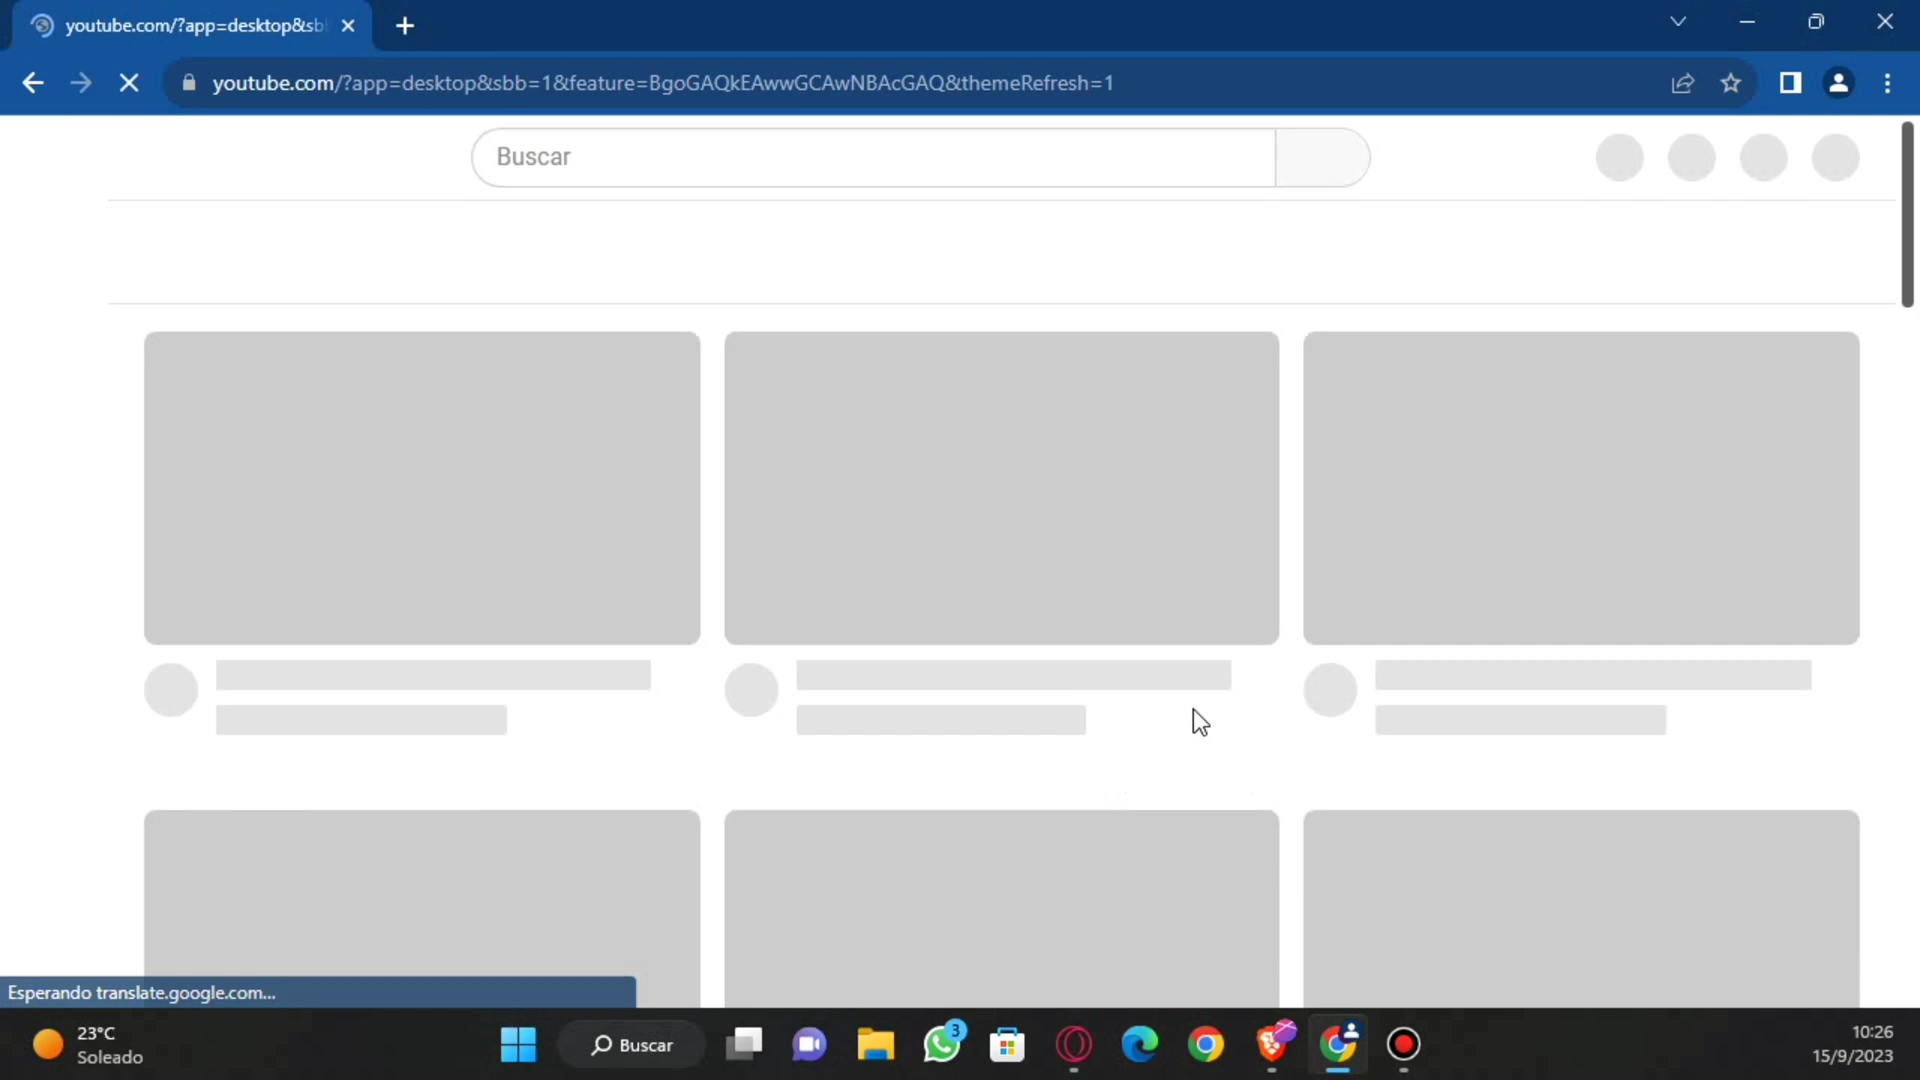 youtube.com/?app=desktop&sb
youtube.com/?app=desktop&sbb=1&feature=BgoGAQkEAwwGCAwNBAcGAQ&themeRefresh=1
Buscar
Esperando translate.google.com...
23°C
Soleado
Buscar
3
10:26
15/9/2023